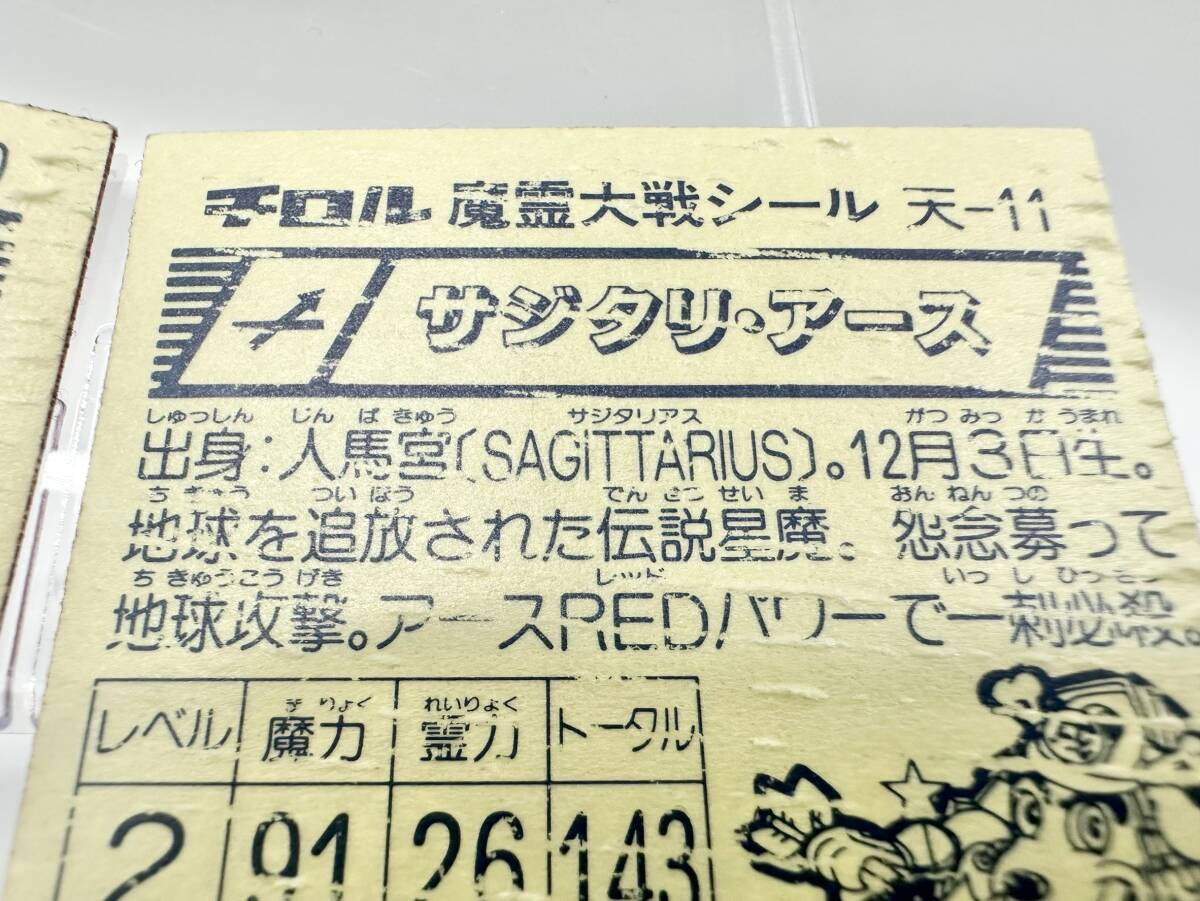 チロル 魔霊大戦シール 天-11
サジタリ・アース
しゅっしん じん ば きゅう サジタリアス がつ みっ か うまれ
出身:人馬宮(SAGiTTARIUS)。12月3日生。
ち きゅう つい ほう でん せつ せい ま おん ねん つの
地球を追放された伝説星魔。怨念募って
ち きゅう こう げき レッド いっ し ひっ さつ
地球攻撃。アースREDパワーで一刺必殺。
ま りょく れいりょく
レベル 魔力 霊力 トータル
2 91 26 143